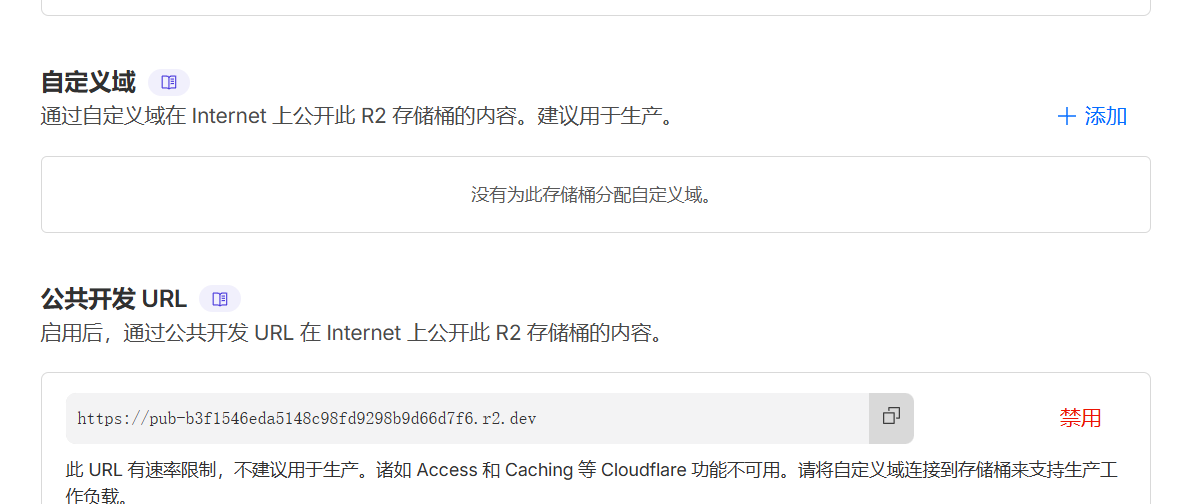 自定义域
通过自定义域在 Internet 上公开此 R2 存储桶的内容。建议用于生产。
添加
没有为此存储桶分配自定义域。
公共开发 URL
启用后，通过公共开发 URL 在 Internet 上公开此 R2 存储桶的内容。
https://pub-b3f1546eda5148c98fd9298b9d66d7f6.r2.dev
禁用
此 URL 有速率限制，不建议用于生产。诸如 Access 和 Caching 等 Cloudflare 功能不可用。请将自定义域连接到存储桶来支持生产工
作负载。